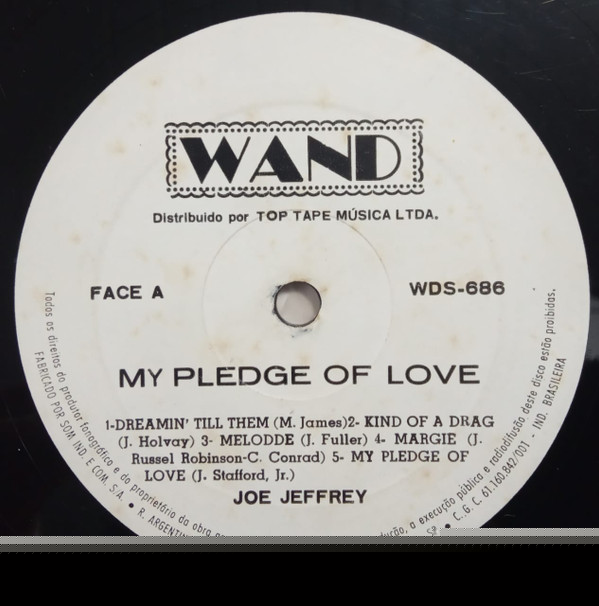 WAND
Distribuido por TOP TAPE MÚSICA LTDA.
FACE A
WDS-686
MY PLEDGE OF LOVE
1-DREAMIN' TILL THEM (M. James)2- KIND OF A DRAG
(J. Holvay) 3- MELODDE (J. Fuller) 4- MARGIE (J.
Russel Robinson-C. Conrad) 5- MY PLEDGE OF
LOVE (J. Stafford, Jr.)
JOE JEFFREY
Todos os direitos do produtor fonográfico e do proprietário da obra
a execução pública e radiodifusão deste disco estão proibidas.
FABRICADO POR SOM IND. E COM. S.A. • R. ARGENTIN
• C.G.C. 61.160.842/001 - IND. BRASILEIRA